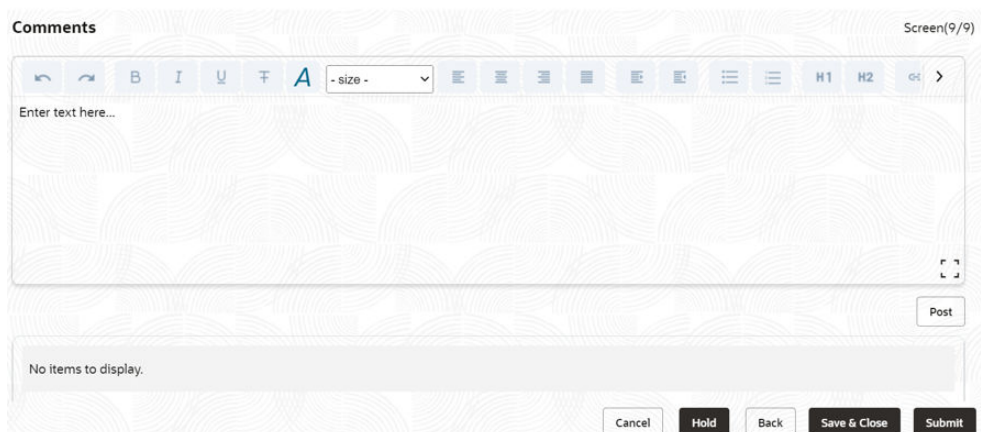 Comments Screen(9/9)
B I U T A - size - H1 H2
Enter text here...
Post
No items to display.
Cancel Hold Back Save & Close Submit